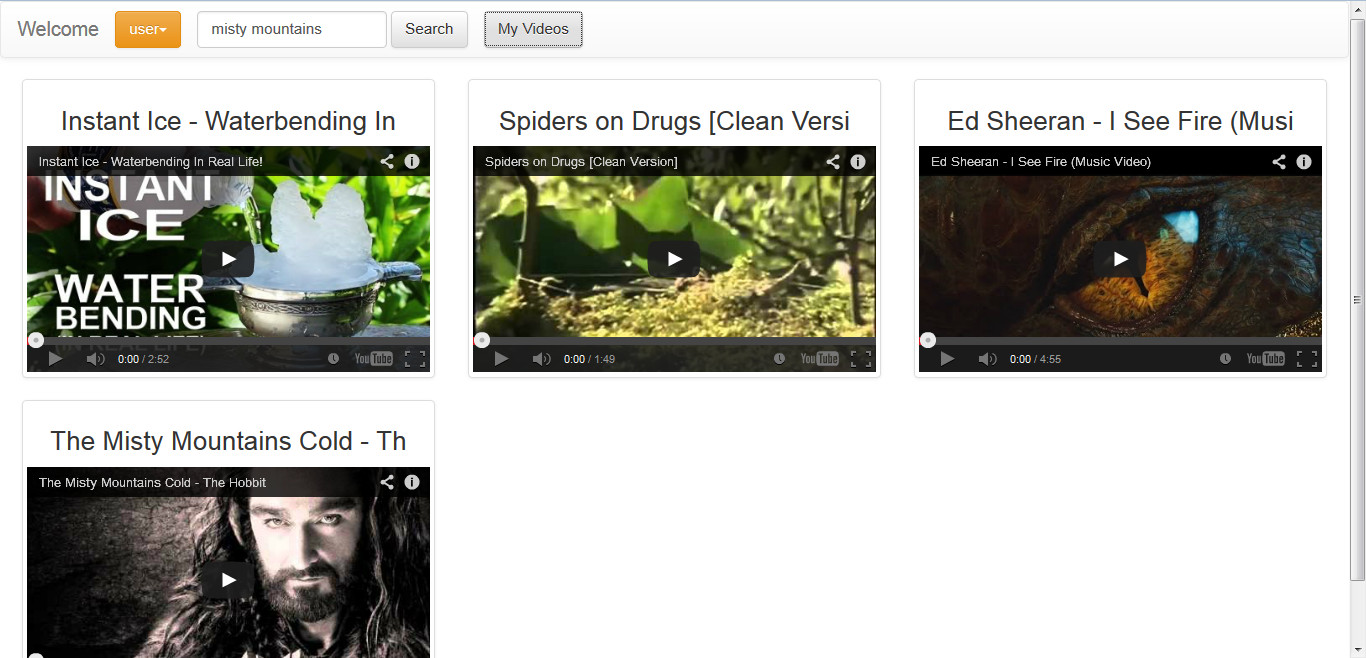 Welcome user misty mountains Search My Videos
Instant Ice - Waterbending In
Instant Ice - Waterbending In Real Life!
INSTANT
ICE
WATER
BENDING
(IN REAL LIFE)
0:00 / 2:52 YouTube
Spiders on Drugs [Clean Versi
Spiders on Drugs [Clean Version]
0:00 / 1:49 YouTube
Ed Sheeran - I See Fire (Musi
Ed Sheeran - I See Fire (Music Video)
0:00 / 4:55 YouTube
The Misty Mountains Cold - Th
The Misty Mountains Cold - The Hobbit